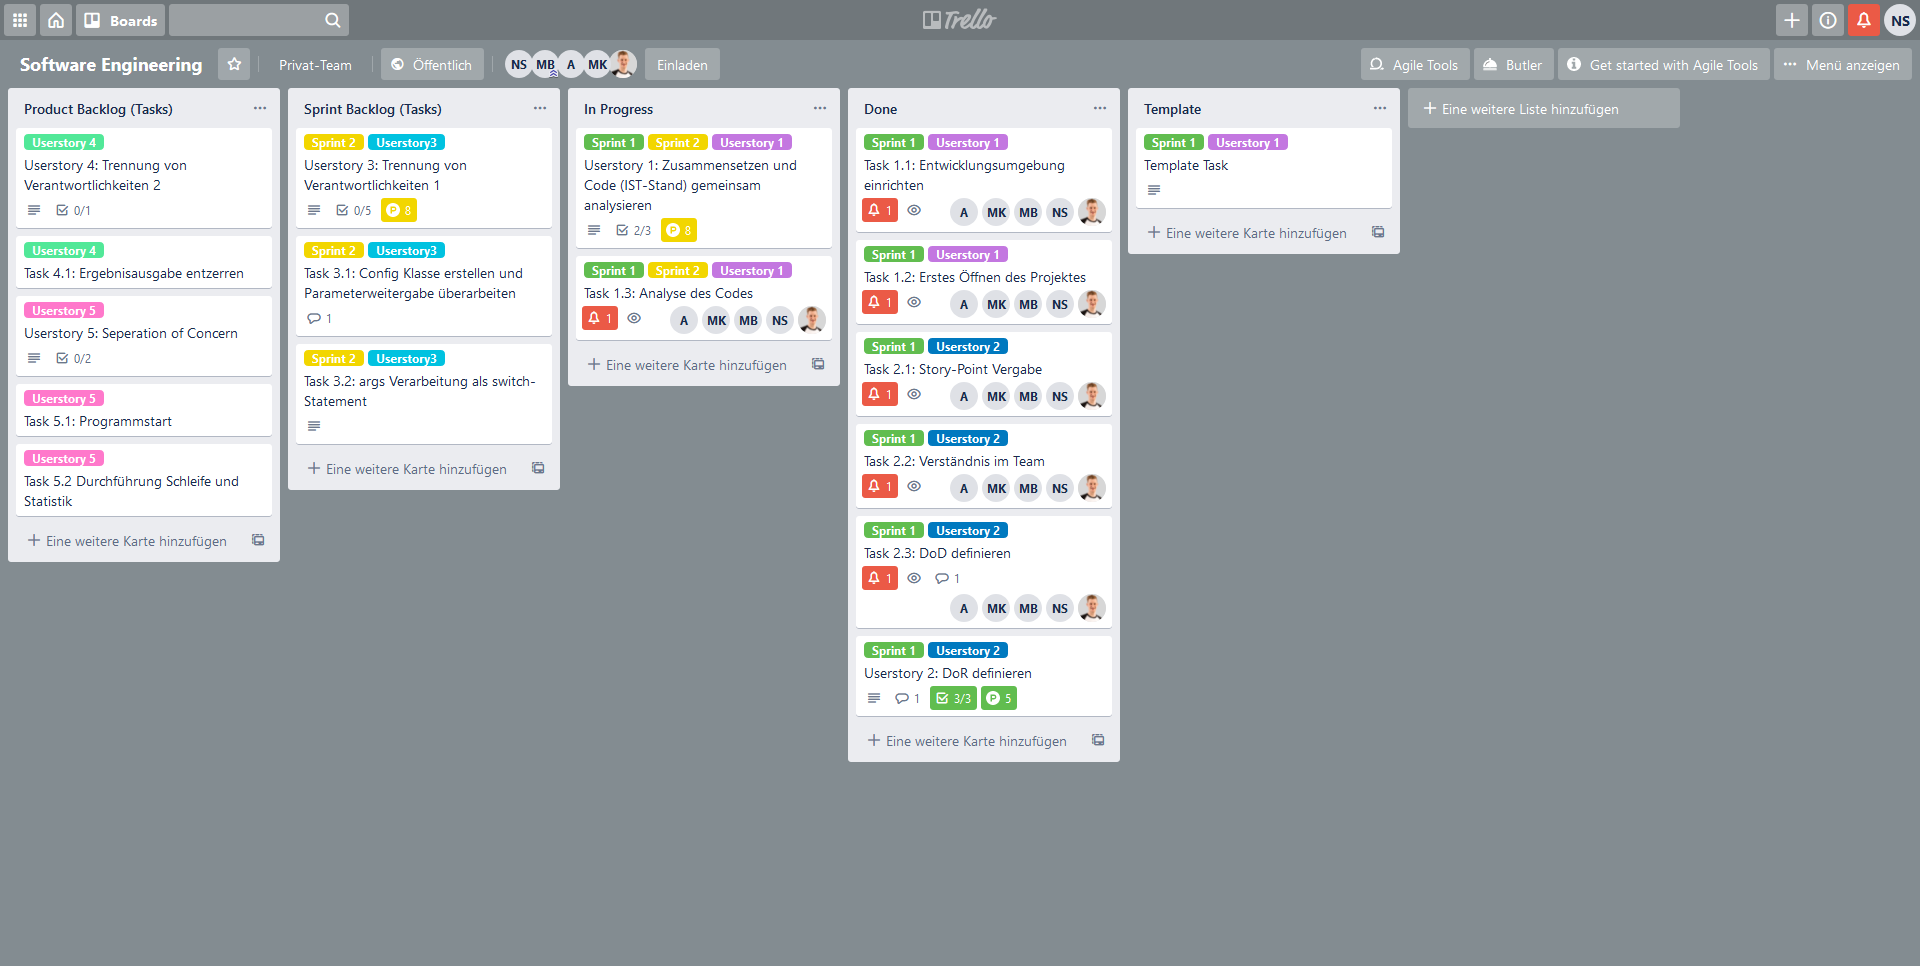 Boards
Trello
NS
Software Engineering
Privat-Team
Öffentlich
NS MB A MK
Einladen
Agile Tools
Butler
Get started with Agile Tools
Menü anzeigen
Product Backlog (Tasks)
Userstory 4
Userstory 4: Trennung von
Verantwortlichkeiten 2
0/1
Userstory 4
Task 4.1: Ergebnisausgabe entzerren
Userstory 5
Userstory 5: Seperation of Concern
0/2
Userstory 5
Task 5.1: Programmstart
Userstory 5
Task 5.2 Durchführung Schleife und
Statistik
Eine weitere Karte hinzufügen
Sprint Backlog (Tasks)
Sprint 2 Userstory3
Userstory 3: Trennung von
Verantwortlichkeiten 1
0/5 P 8
Sprint 2 Userstory3
Task 3.1: Config Klasse erstellen und
Parameterweitergabe überarbeiten
1
Sprint 2 Userstory3
Task 3.2: args Verarbeitung als switch-
Statement
Eine weitere Karte hinzufügen
In Progress
Sprint 1 Sprint 2 Userstory 1
Userstory 1: Zusammensetzen und
Code (IST-Stand) gemeinsam
analysieren
2/3 P 8
Sprint 1 Sprint 2 Userstory 1
Task 1.3: Analyse des Codes
1 A MK MB NS
Eine weitere Karte hinzufügen
Done
Sprint 1 Userstory 1
Task 1.1: Entwicklungsumgebung
einrichten
1 A MK MB NS
Sprint 1 Userstory 1
Task 1.2: Erstes Öffnen des Projektes
1 A MK MB NS
Sprint 1 Userstory 2
Task 2.1: Story-Point Vergabe
1 A MK MB NS
Sprint 1 Userstory 2
Task 2.2: Verständnis im Team
1 A MK MB NS
Sprint 1 Userstory 2
Task 2.3: DoD definieren
1 1
A MK MB NS
Sprint 1 Userstory 2
Userstory 2: DoR definieren
1 3/3 P 5
Eine weitere Karte hinzufügen
Template
Sprint 1 Userstory 1
Template Task
Eine weitere Karte hinzufügen
Eine weitere Liste hinzufügen